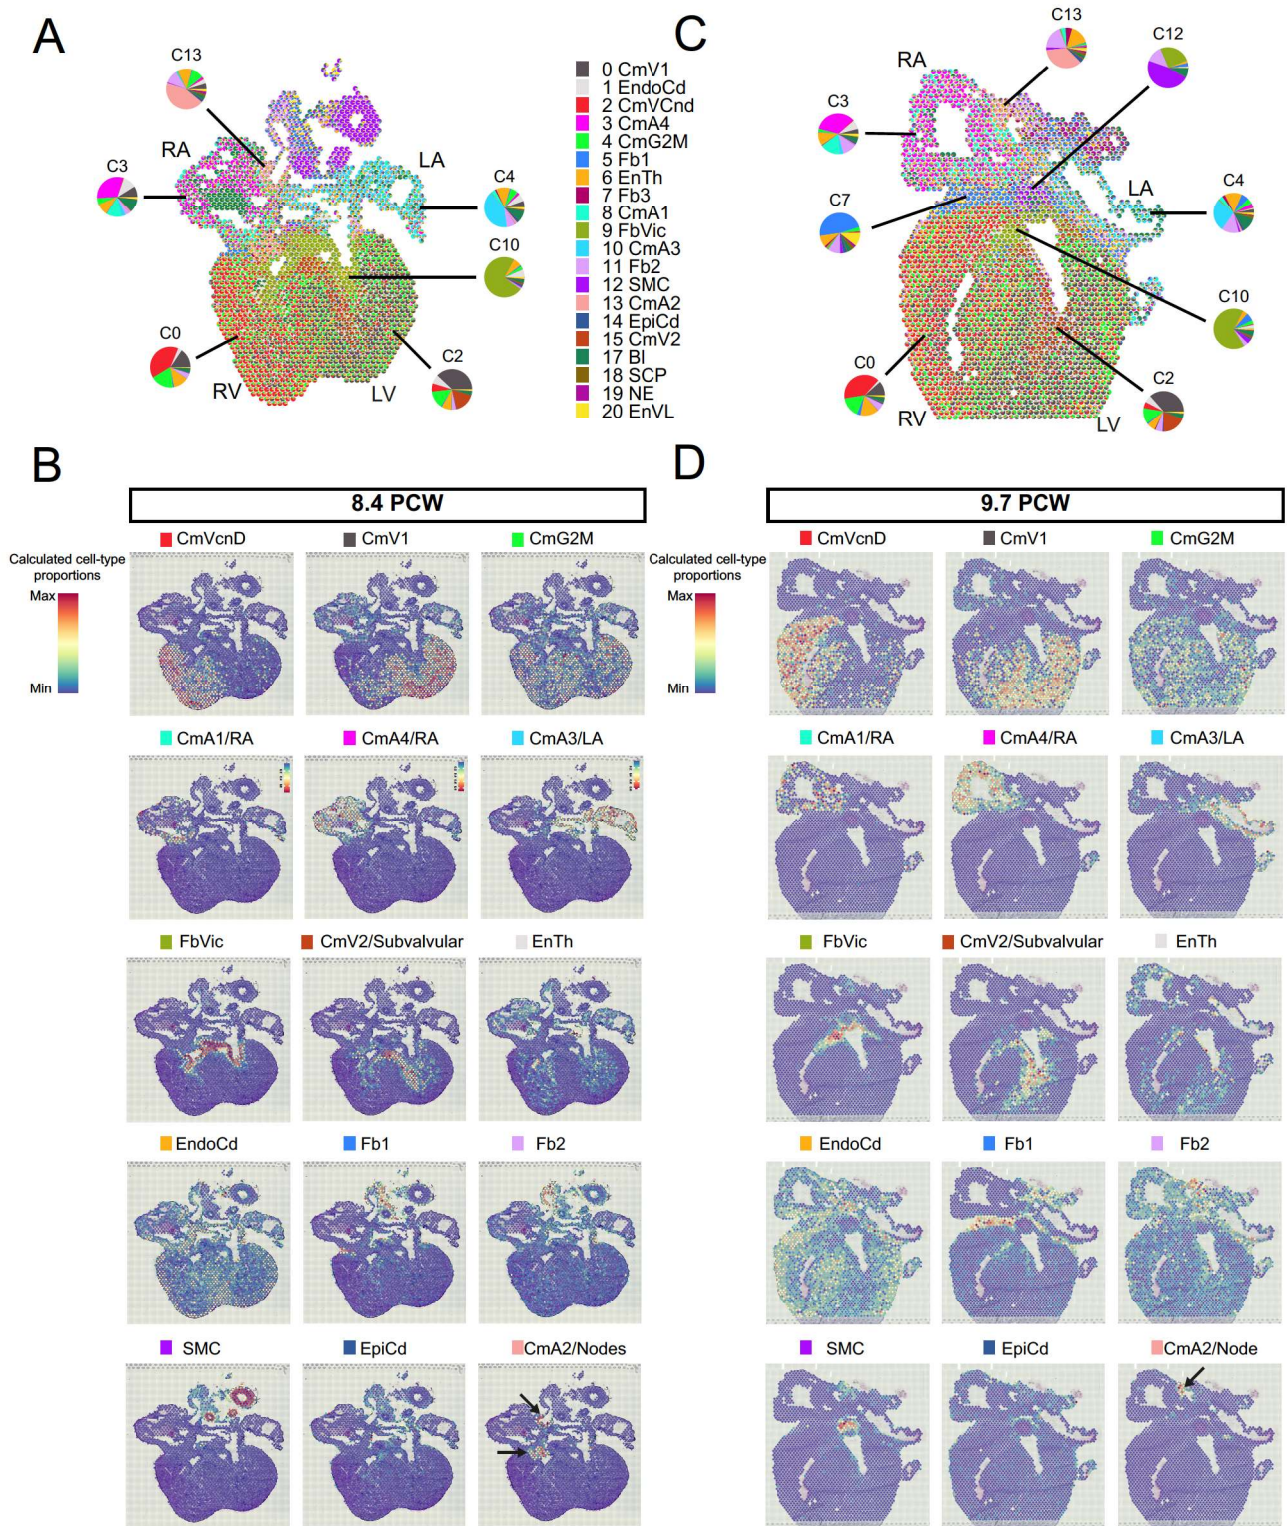 A
C13
RA
C3
LA
C4
C10
C0
C2
RV
LV
0 CmV1
1 EndoCd
2 CmVCnd
3 CmA4
4 CmG2M
5 Fb1
6 EnTh
7 Fb3
8 CmA1
9 FbVic
10 CmA3
11 Fb2
12 SMC
13 CmA2
14 EpiCd
15 CmV2
17 Bl
18 SCP
19 NE
20 EnVL
C
C13
C12
RA
C3
LA
C4
C7
C10
C0
C2
RV
LV
B
8.4 PCW
Calculated cell-type
proportions
Max
Min
CmVcnD
CmV1
CmG2M
CmA1/RA
CmA4/RA
CmA3/LA
FbVic
CmV2/Subvalvular
EnTh
EndoCd
Fb1
Fb2
SMC
EpiCd
CmA2/Nodes
D
9.7 PCW
Calculated cell-type
proportions
Max
Min
CmVcnD
CmV1
CmG2M
CmA1/RA
CmA4/RA
CmA3/LA
FbVic
CmV2/Subvalvular
EnTh
EndoCd
Fb1
Fb2
SMC
EpiCd
CmA2/Node